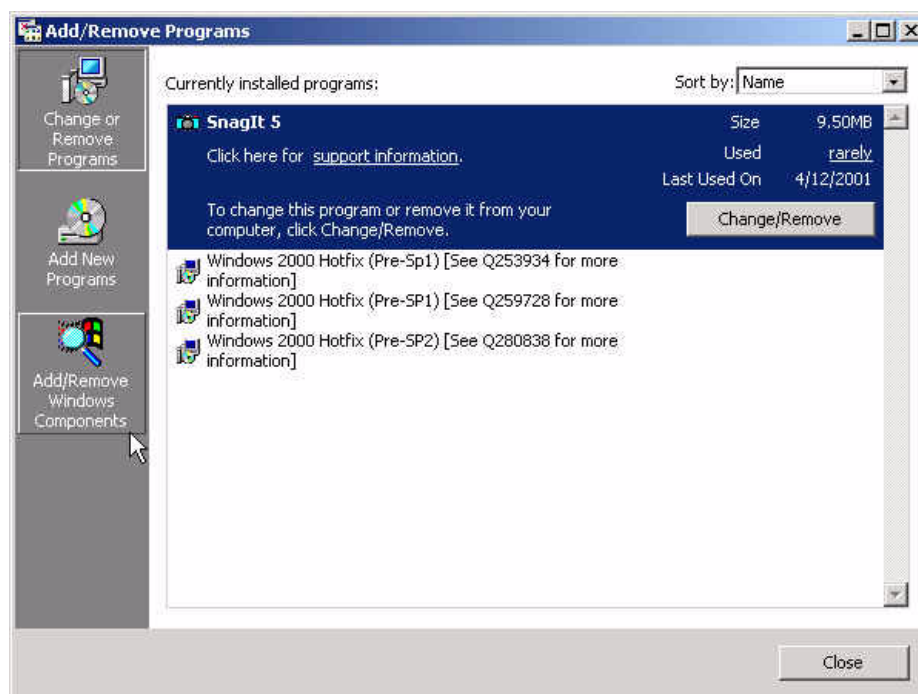 Add/Remove Programs
Change or
Remove
Programs
Add New
Programs
Add/Remove
Windows
Components
Currently installed programs:
Sort by: Name
SnagIt 5
Size 9.50MB
Click here for support information.
Used rarely
Last Used On 4/12/2001
To change this program or remove it from your
computer, click Change/Remove.
Change/Remove
Windows 2000 Hotfix (Pre-Sp1) [See Q253934 for more
information]
Windows 2000 Hotfix (Pre-SP1) [See Q259728 for more
information]
Windows 2000 Hotfix (Pre-SP2) [See Q280838 for more
information]
Close